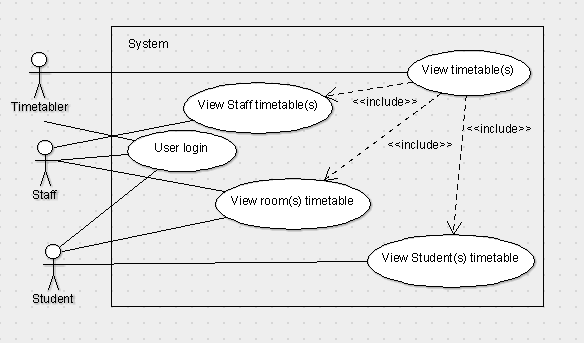 System
View timetable(s)
Timetabler
View Staff timetable(s)
<<include>>
<<include>>
<<include>>
User login
Staff
View room(s) timetable
View Student(s) timetable
Student